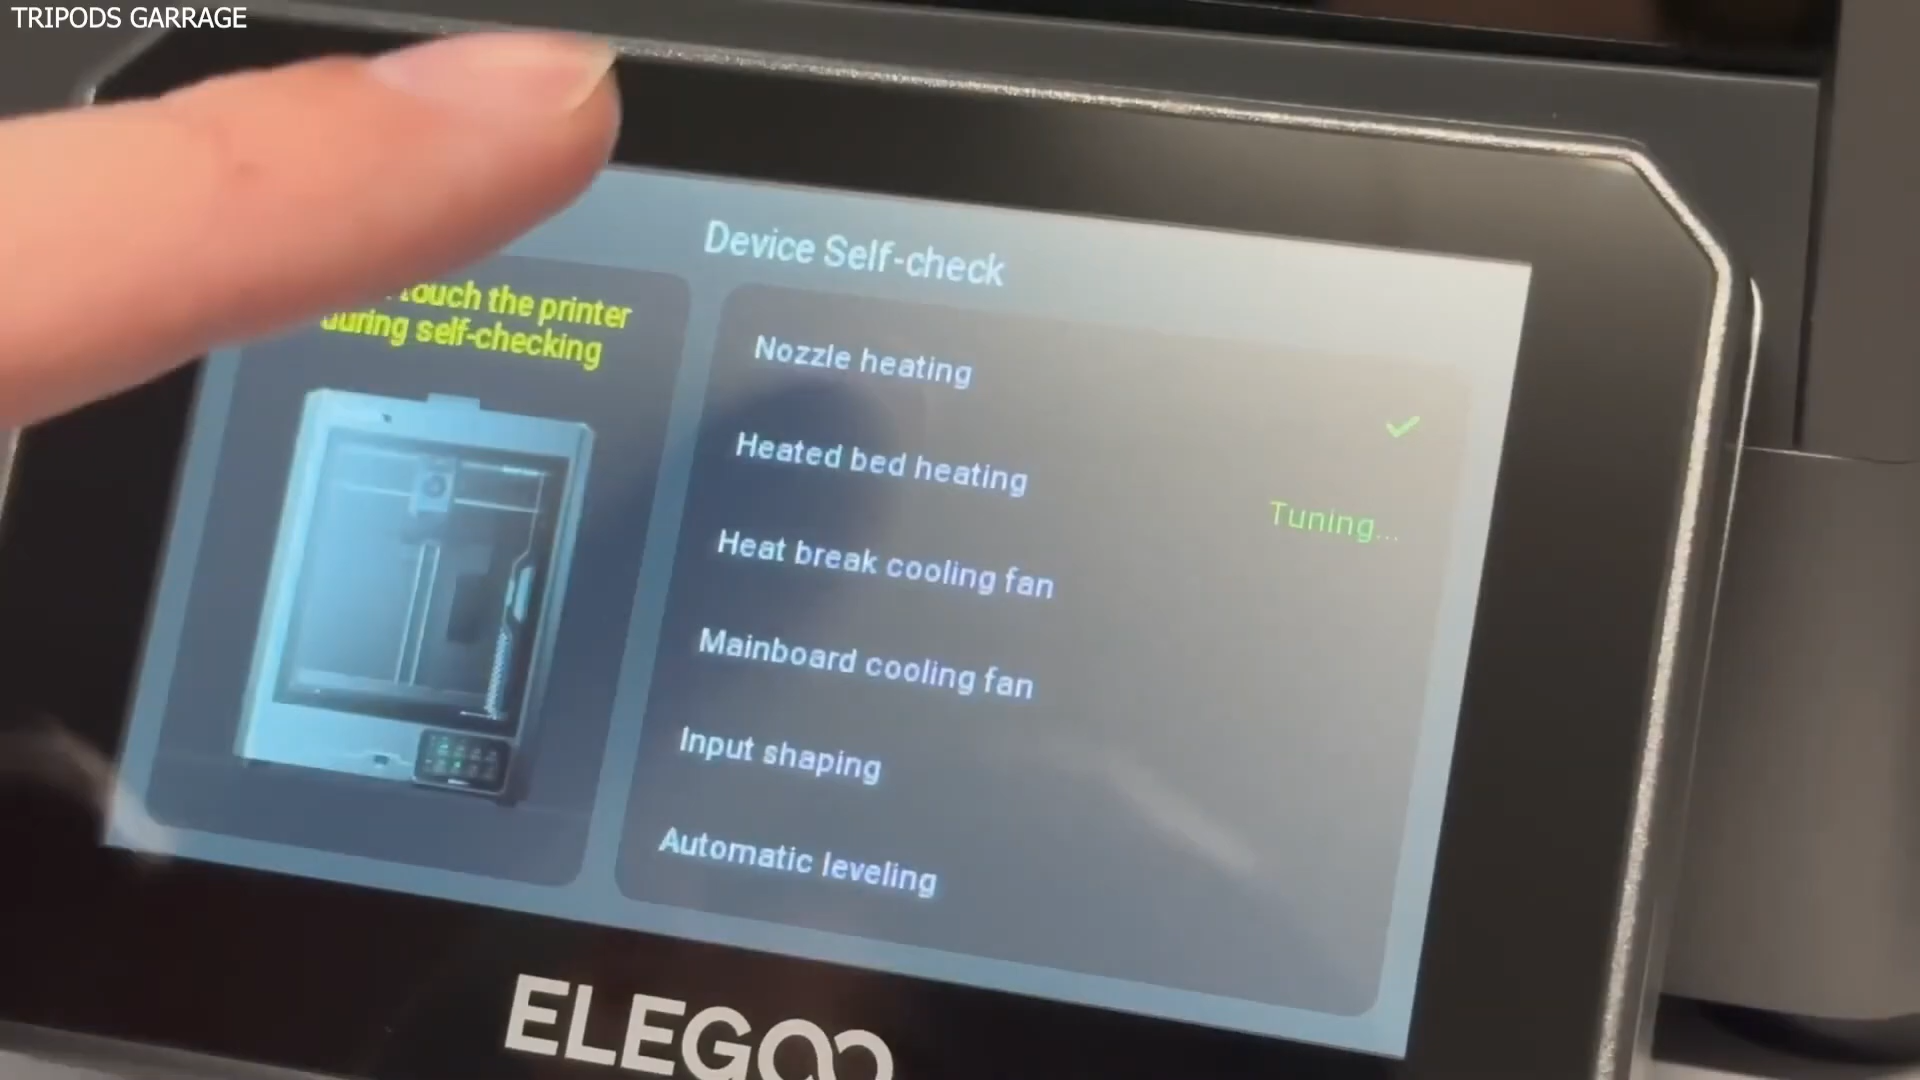 TRIPODS GARRAGE
Device Self-check
touch the printer
during self-checking
Nozzle heating
Heated bed heating
Tuning...
Heat break cooling fan
Mainboard cooling fan
Input shaping
Automatic leveling
ELEGOO